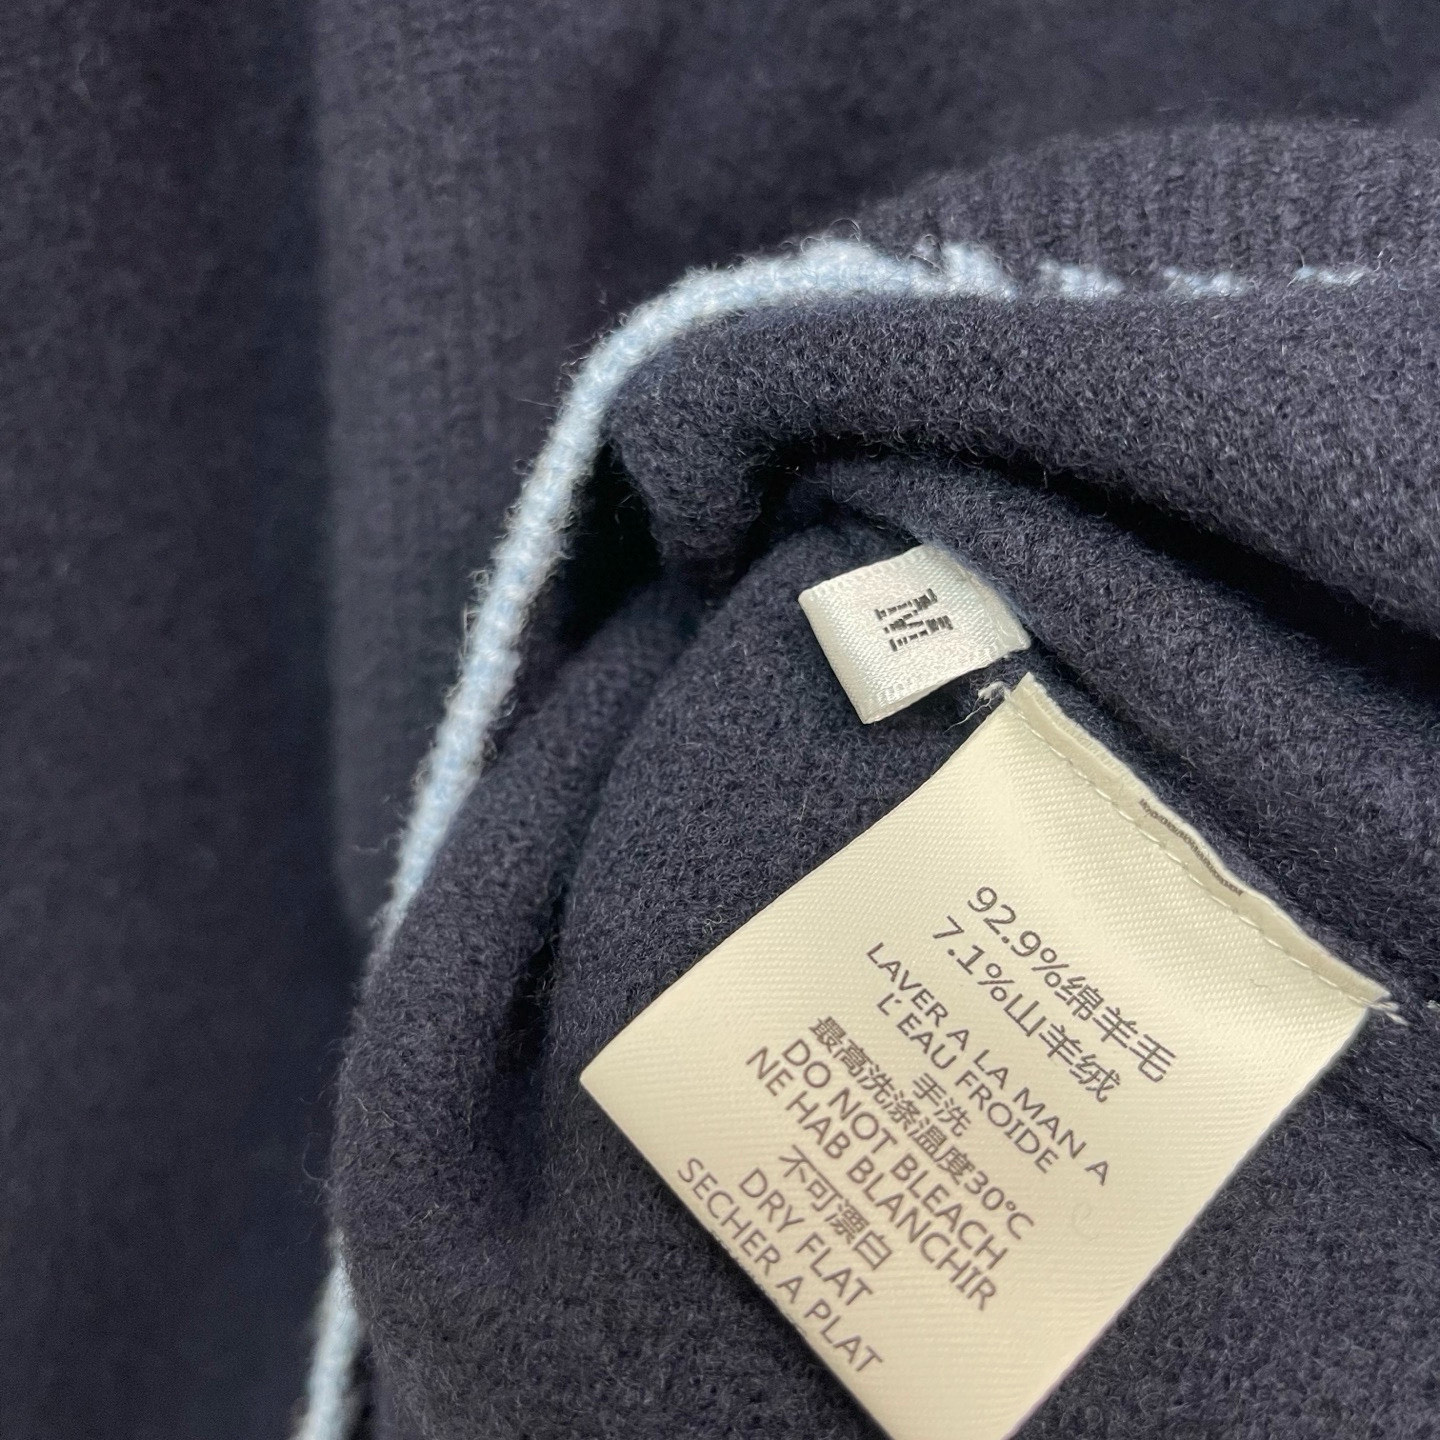 M
92.9%绵羊毛
7.1%山羊绒
LAVER A LA MAN A
L'EAU FROIDE
手洗
最高洗涤温度30℃
DO NOT BLEACH
NE HAB BLANCHIR
不可漂白
DRY FLAT
SECHER A PLAT